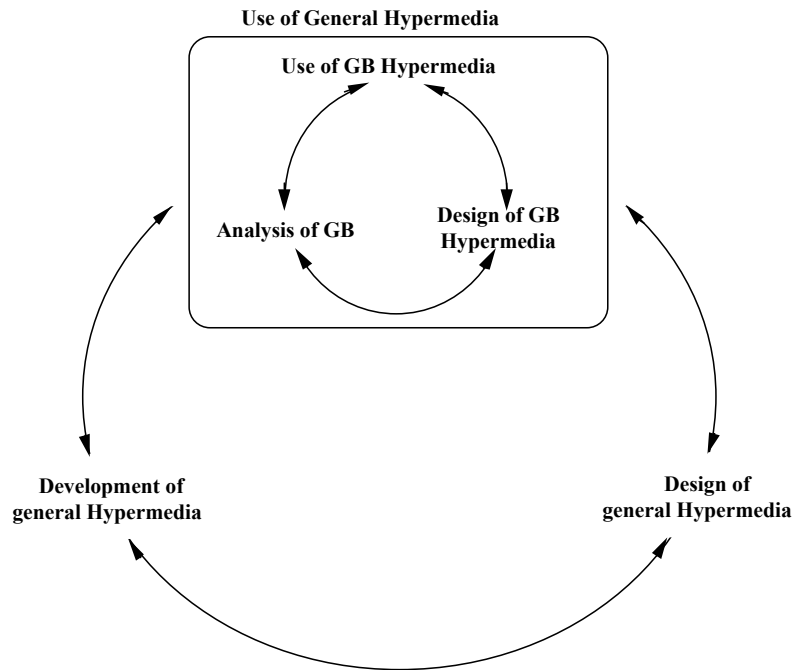 Use of General Hypermedia
Use of GB Hypermedia
Analysis of GB
Design of GB
Hypermedia
Development of
general Hypermedia
Design of
general Hypermedia